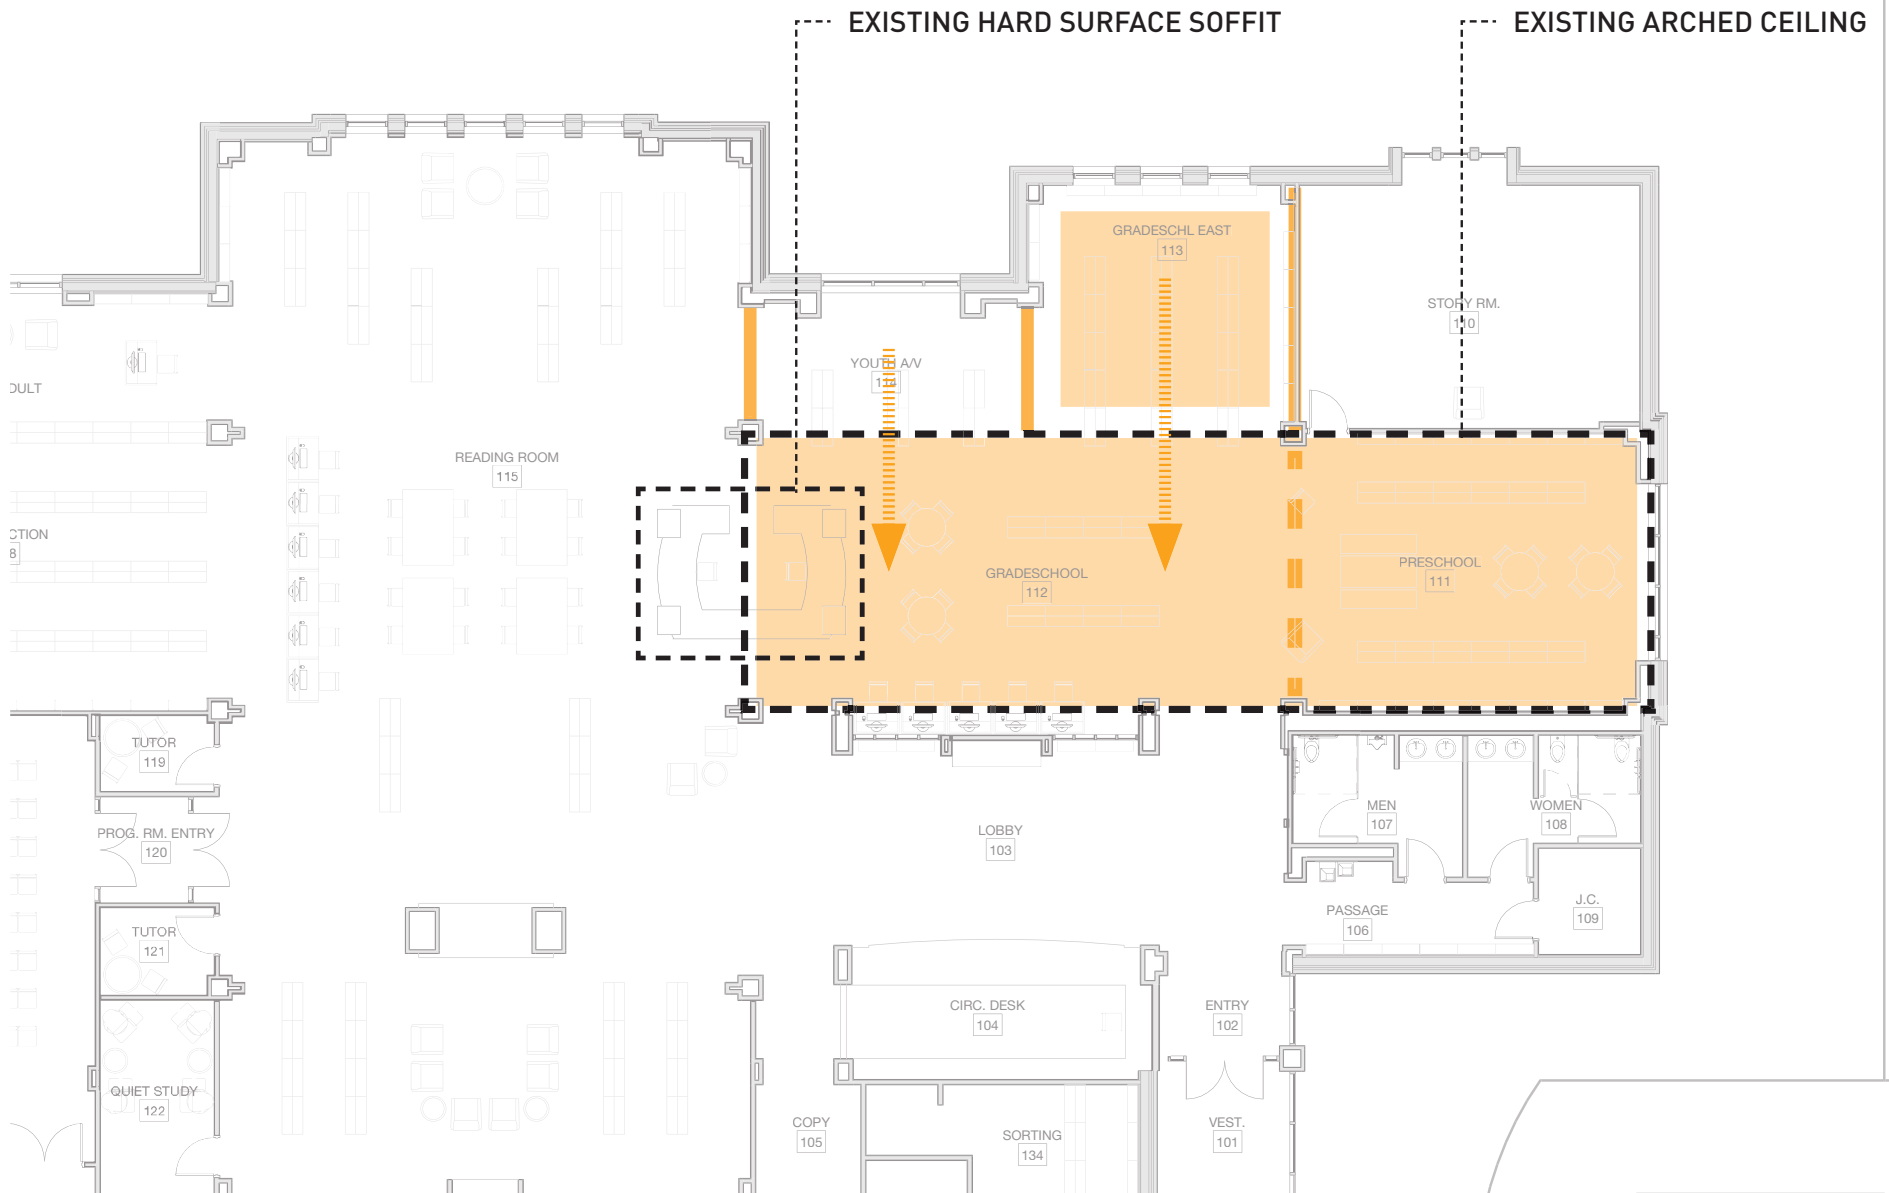 EXISTING HARD SURFACE SOFFIT
EXISTING ARCHED CEILING
GRADESCHL EAST
113
STORY RM.
110
YOUTH A/V
114
DULT
READING ROOM
115
CTION
8
GRADESCHOOL
112
PRESCHOOL
111
TUTOR
119
PROG. RM. ENTRY
120
LOBBY
103
MEN
107
WOMEN
108
TUTOR
121
PASSAGE
106
J.C.
109
CIRC. DESK
104
ENTRY
102
QUIET STUDY
122
COPY
105
SORTING
134
VEST.
101